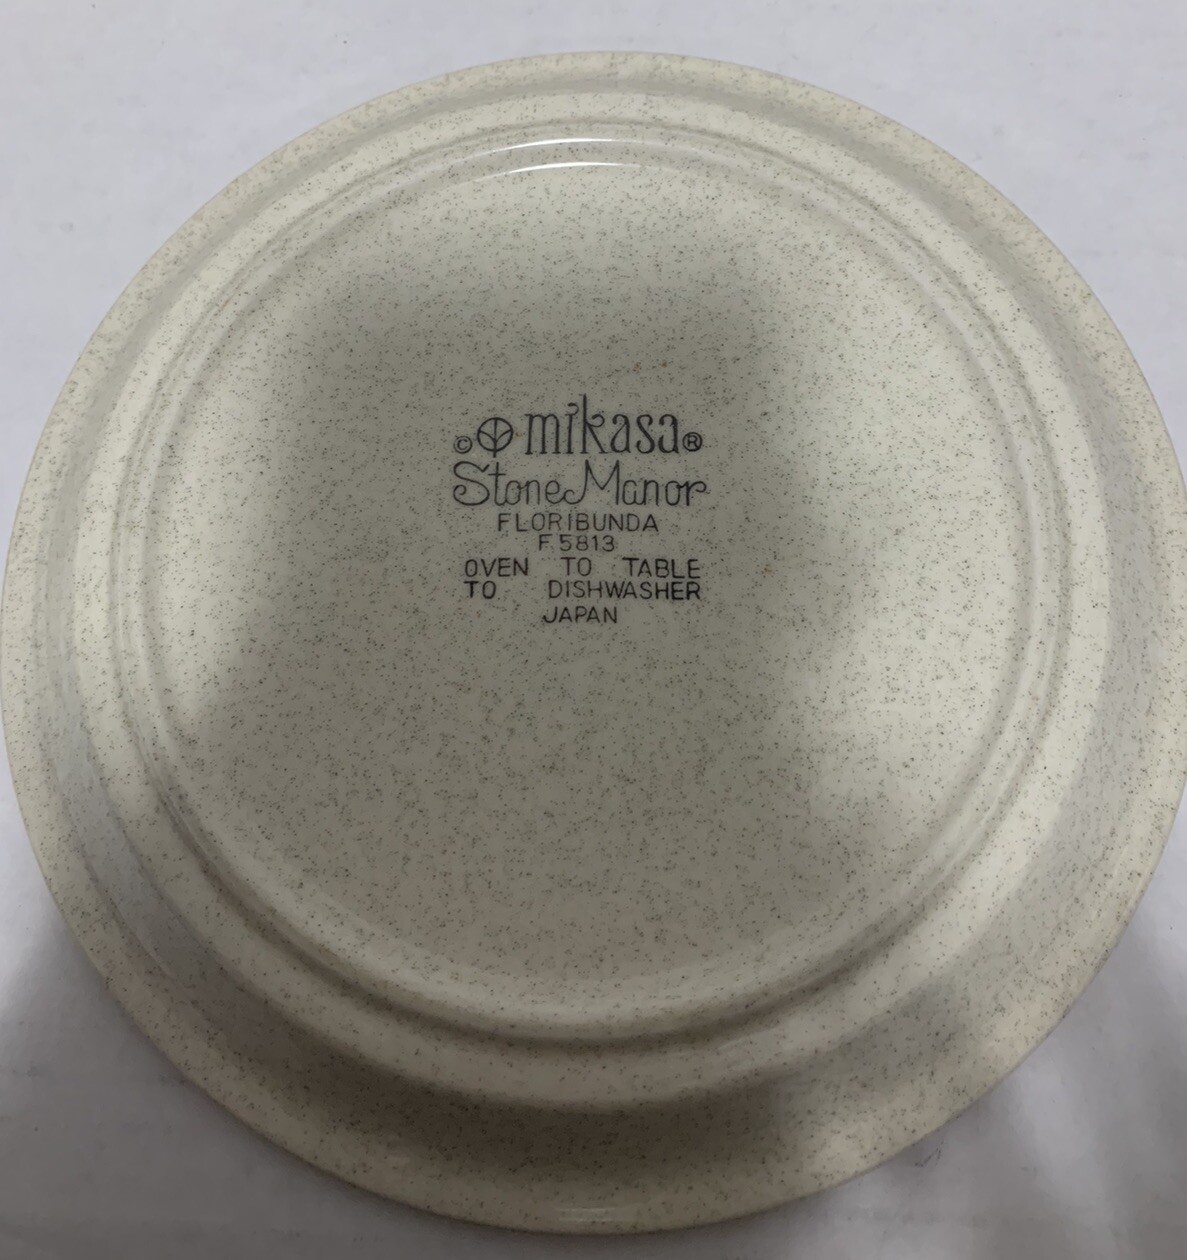 © mikasa®
Stone Manor
FLORIBUNDA
F 5813
OVEN TO TABLE
TO DISHWASHER
JAPAN